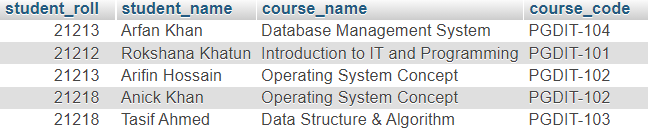 student_roll student_name course_name course_code
21213 Arfan Khan Database Management System PGDIT-104
21212 Rokshana Khatun Introduction to IT and Programming PGDIT-101
21213 Arifin Hossain Operating System Concept PGDIT-102
21218 Anick Khan Operating System Concept PGDIT-102
21218 Tasif Ahmed Data Structure & Algorithm PGDIT-103